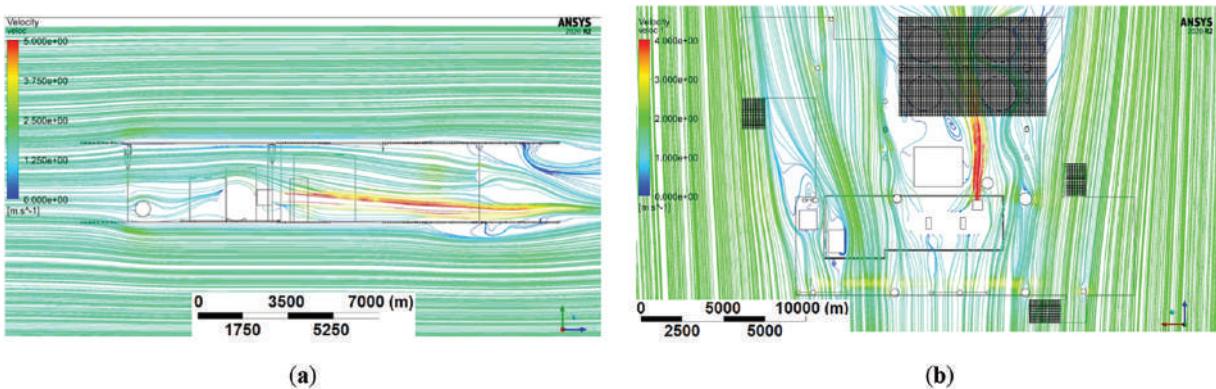 Velocity
veloc
5.000e+00
3.750e+00
2.500e+00
1.250e+00
0.000e+00
[m s^-1]
ANSYS
2020 R2
0 3500 7000 (m)
1750 5250
(a)
Velocity
veloc 1
4.000e+00
3.000e+00
2.000e+00
1.000e+00
0.000e+00
[m s^-1]
ANSYS
2020 R2
0 5000 10000 (m)
2500 5000
(b)